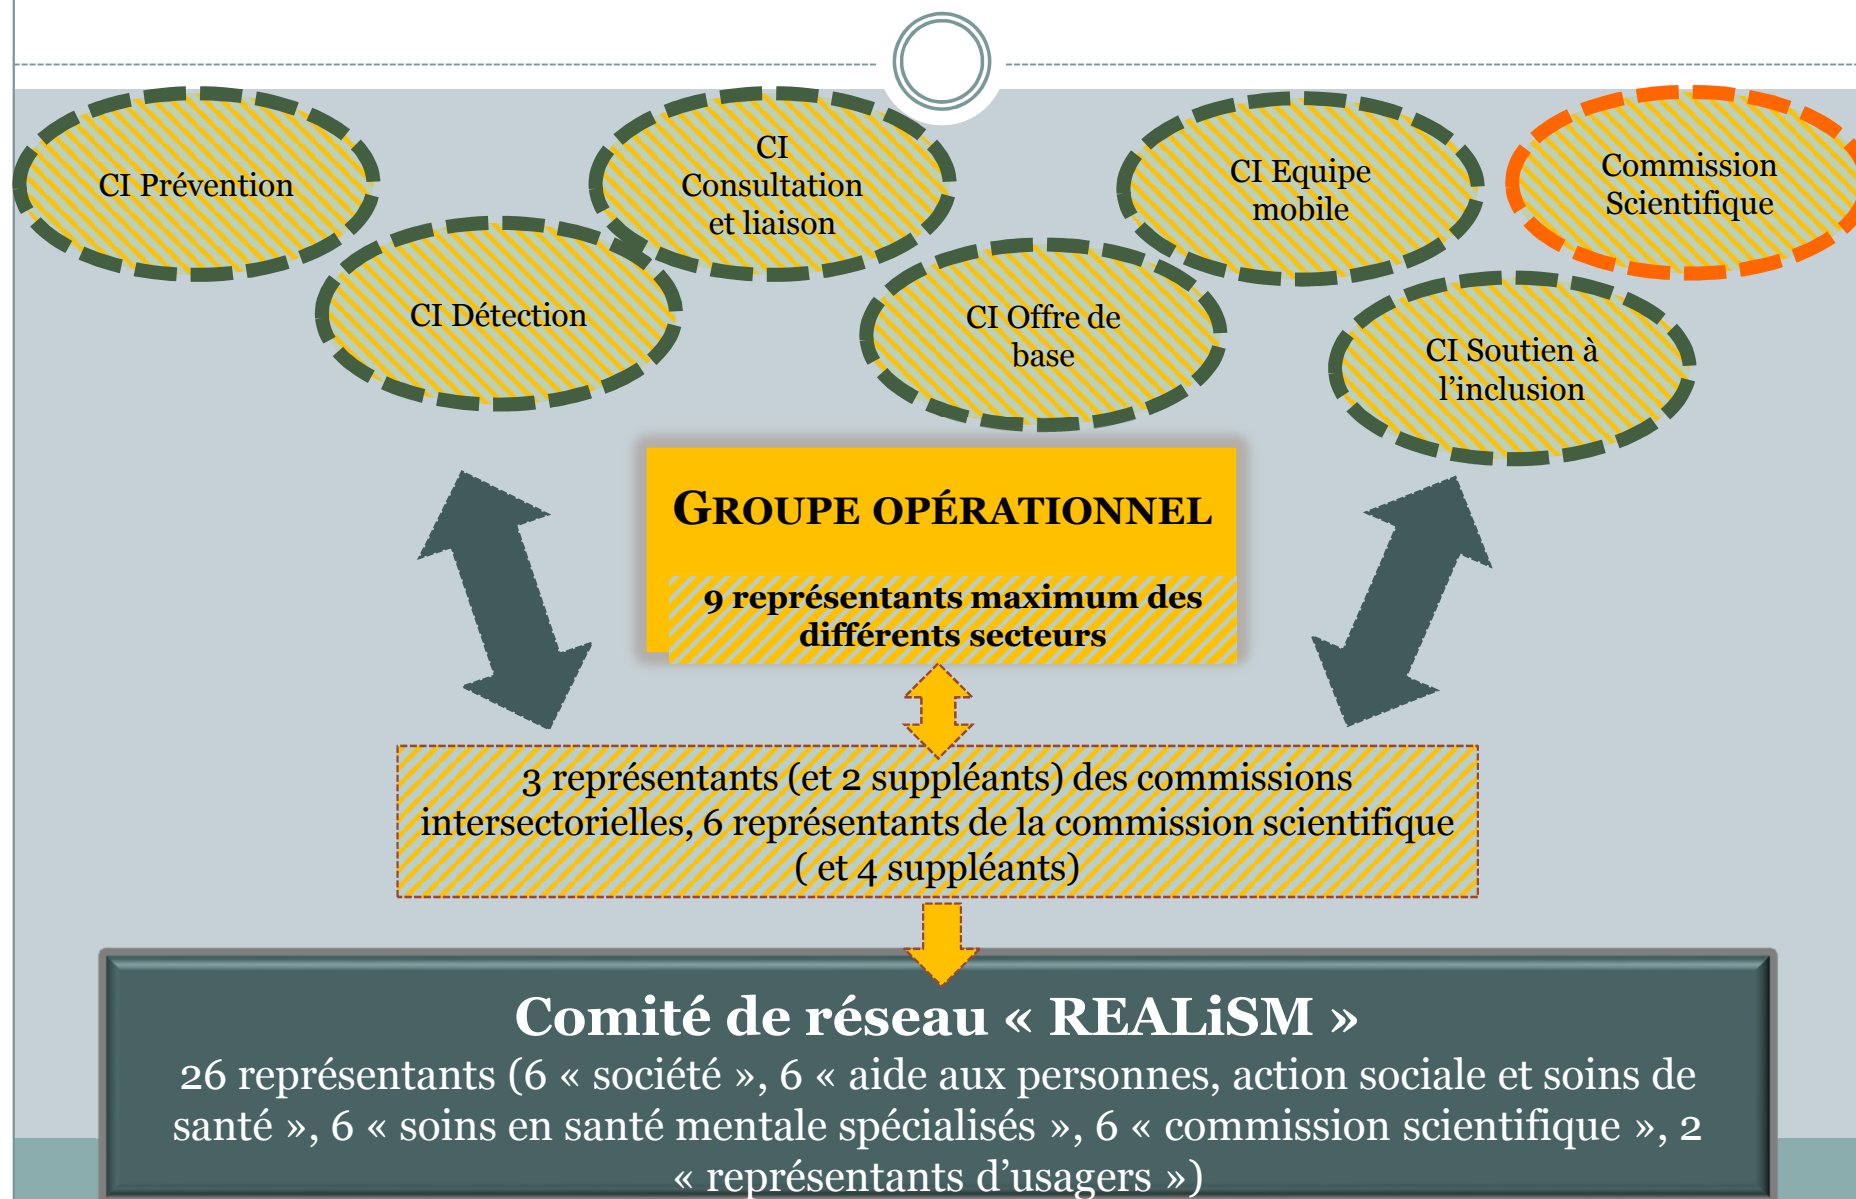 CI Prévention
CI
Consultation
et liaison
CI Equipe
mobile
Commission
Scientifique
CI Détection
CI Offre de
base
CI Soutien à
l’inclusion
GROUPE OPÉRATIONNEL
9 représentants maximum des
différents secteurs
3 représentants (et 2 suppléants) des commissions
intersectorielles, 6 représentants de la commission scientifique
( et 4 suppléants)
Comité de réseau « REALiSM »
26 représentants (6 « société », 6 « aide aux personnes, action sociale et soins de
santé », 6 « soins en santé mentale spécialisés », 6 « commission scientifique », 2
« représentants d’usagers »)